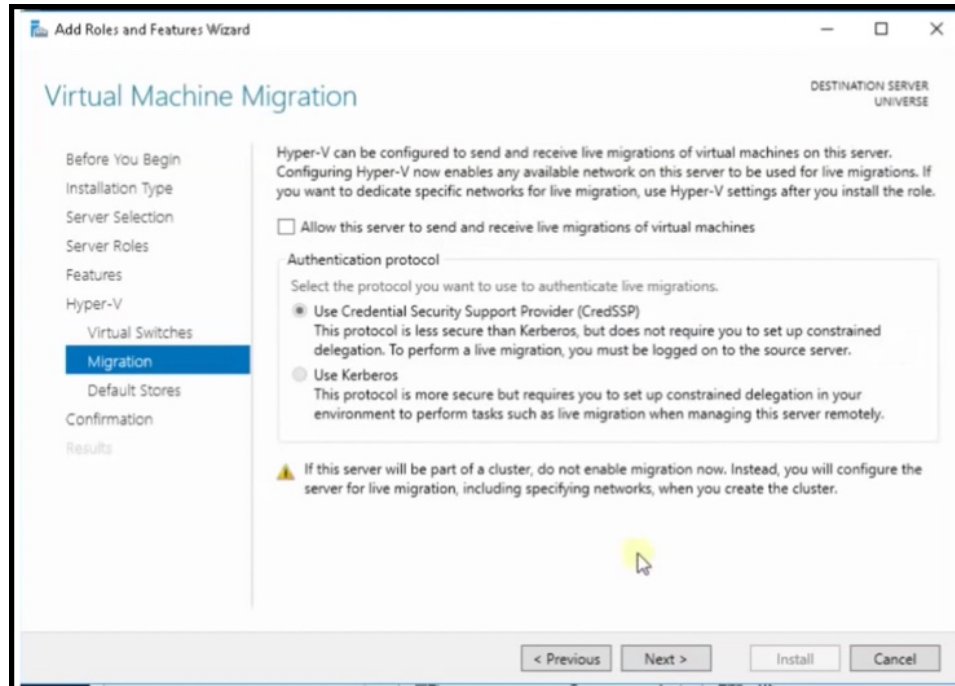 Add Roles and Features Wizard
Virtual Machine Migration
DESTINATION SERVER
UNIVERSE
Before You Begin
Installation Type
Server Selection
Server Roles
Features
Hyper-V
Virtual Switches
Migration
Default Stores
Confirmation
Results
Hyper-V can be configured to send and receive live migrations of virtual machines on this server.
Configuring Hyper-V now enables any available network on this server to be used for live migrations. If
you want to dedicate specific networks for live migration, use Hyper-V settings after you install the role.
Allow this server to send and receive live migrations of virtual machines
Authentication protocol
Select the protocol you want to use to authenticate live migrations.
Use Credential Security Support Provider (CredSSP)
This protocol is less secure than Kerberos, but does not require you to set up constrained
delegation. To perform a live migration, you must be logged on to the source server.
Use Kerberos
This protocol is more secure but requires you to set up constrained delegation in your
environment to perform tasks such as live migration when managing this server remotely.
If this server will be part of a cluster, do not enable migration now. Instead, you will configure the
server for live migration, including specifying networks, when you create the cluster.
< Previous
Next >
Install
Cancel